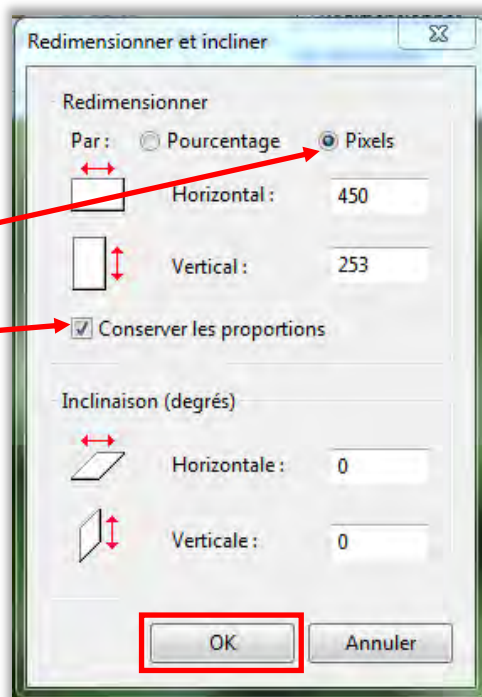 Redimensionner et incliner
Redimensionner
Par : Pourcentage Pixels
Horizontal : 450
Vertical : 253
Conserver les proportions
Inclinaison (degrés)
Horizontale : 0
Verticale : 0
OK Annuler